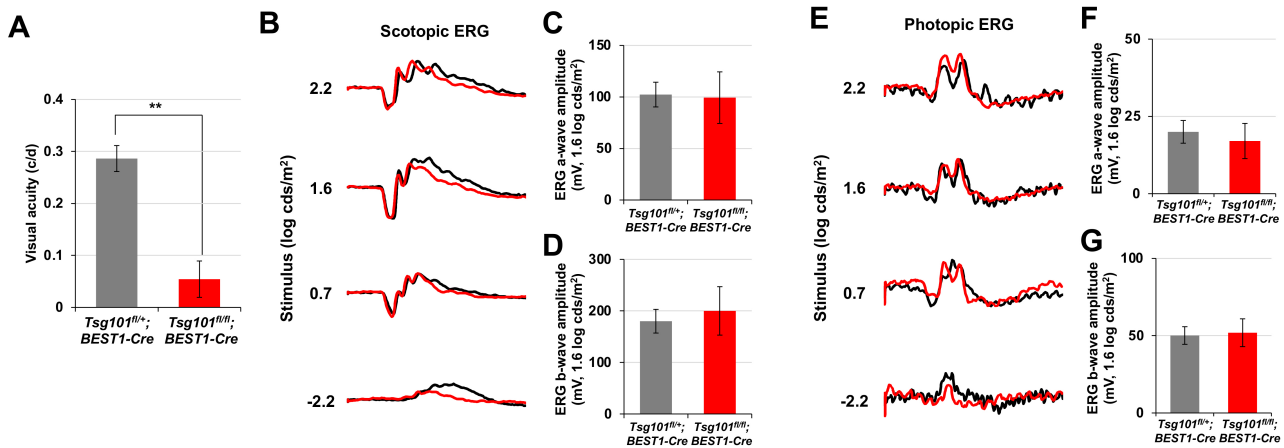 A
0.4
0.3
0.2
0.1
0
Visual acuity (c/d)
**
Tsg101fl/+;
BEST1-Cre
Tsg101fl/fl;
BEST1-Cre
B
Scotopic ERG
Stimulus (log cds/m²)
2.2
1.6
0.7
-2.2
C
ERG a-wave amplitude
(mV, 1.6 log cds/m²)
150
100
50
0
Tsg101fl/+;
BEST1-Cre
Tsg101fl/fl;
BEST1-Cre
D
ERG b-wave amplitude
(mV, 1.6 log cds/m²)
300
200
100
0
Tsg101fl/+;
BEST1-Cre
Tsg101fl/fl;
BEST1-Cre
E
Photopic ERG
Stimulus (log cds/m²)
2.2
1.6
0.7
-2.2
F
ERG a-wave amplitude
(mV, 1.6 log cds/m²)
50
25
0
Tsg101fl/+;
BEST1-Cre
Tsg101fl/fl;
BEST1-Cre
G
ERG b-wave amplitude
(mV, 1.6 log cds/m²)
100
50
0
Tsg101fl/+;
BEST1-Cre
Tsg101fl/fl;
BEST1-Cre